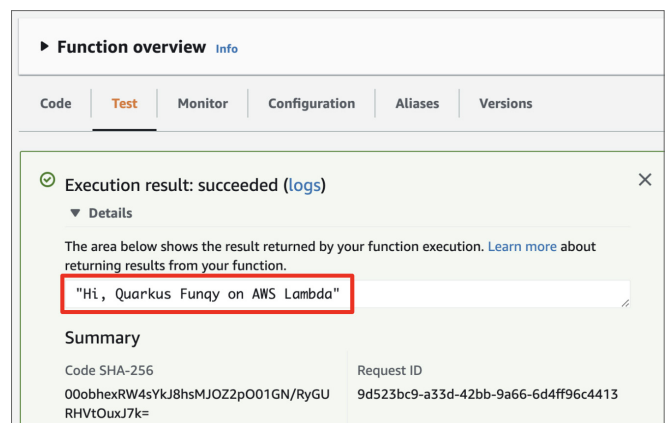 Function overview Info
Code Test Monitor Configuration Aliases Versions
Execution result: succeeded (logs)
Details
The area below shows the result returned by your function execution. Learn more about
returning results from your function.
"Hi, Quarkus Funqy on AWS Lambda"
Summary
Code SHA-256
00obhexRW4sYkJ8hsMJOZ2pO01GN/RyGU
RHVtOuxJ7k=
Request ID
9d523bc9-a33d-42bb-9a66-6d4ff96c4413